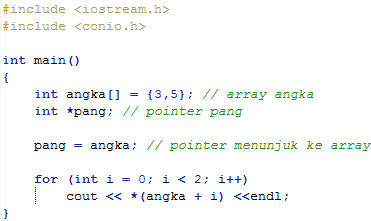 #include <iostream.h>
#include <conio.h>
int main()
{
int angka[] = {3,5}; // array angka
int *pang; // pointer pang
pang = angka; // pointer menunjuk ke array
for (int i = 0; i < 2; i++)
cout << *(angka + i) <<endl;
}